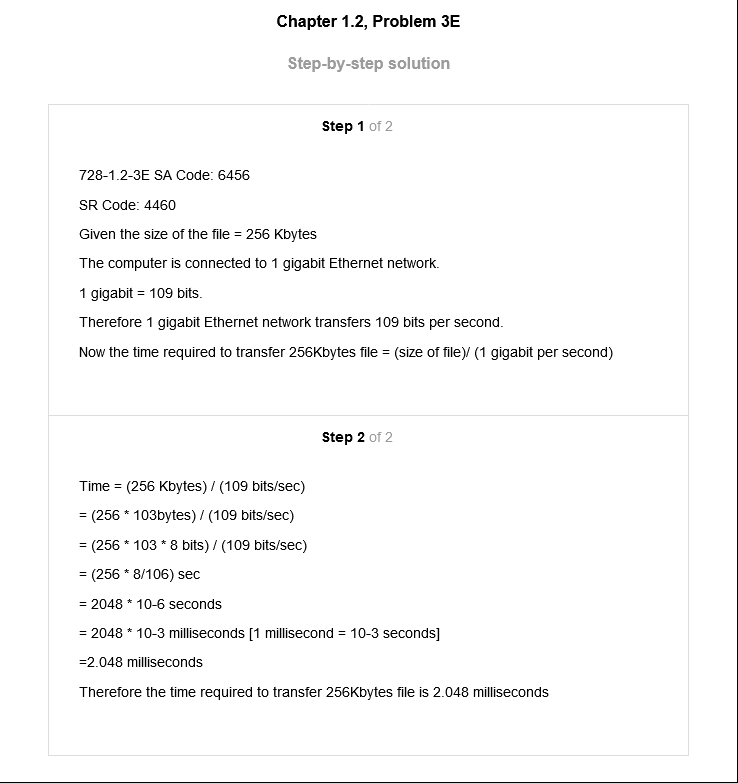 Chapter 1.2, Problem 3E
Step-by-step solution
Step 1 of 2
728-1.2-3E SA Code: 6456
SR Code: 4460
Given the size of the file = 256 Kbytes
The computer is connected to 1 gigabit Ethernet network.
1 gigabit = 109 bits.
Therefore 1 gigabit Ethernet network transfers 109 bits per second.
Now the time required to transfer 256Kbytes file = (size of file)/ (1 gigabit per second)
Step 2 of 2
Time = (256 Kbytes) / (109 bits/sec)
= (256 * 103bytes) / (109 bits/sec)
= (256 * 103 * 8 bits) / (109 bits/sec)
= (256 * 8/106) sec
= 2048 * 10-6 seconds
= 2048 * 10-3 milliseconds [1 millisecond = 10-3 seconds]
=2.048 milliseconds
Therefore the time required to transfer 256Kbytes file is 2.048 milliseconds